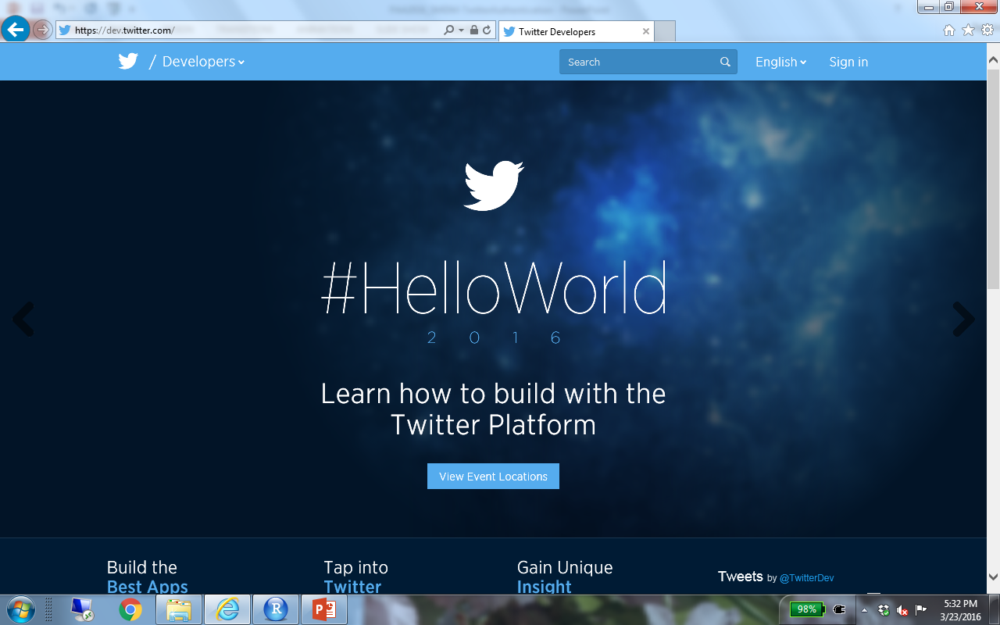 https://dev.twitter.com/
Twitter Developers
/ Developers
Search
English
Sign in
#HelloWorld
2 0 1 6
Learn how to build with the
Twitter Platform
View Event Locations
Build the
Best Apps
Tap into
Twitter
Gain Unique
Insight
Tweets by @TwitterDev
98%
5:32 PM
3/23/2016